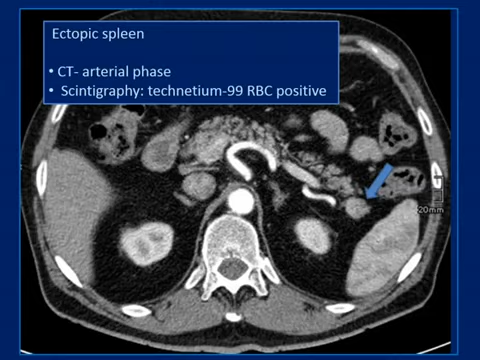 Ectopic spleen
• CT- arterial phase
• Scintigraphy: technetium-99 RBC positive
20mm